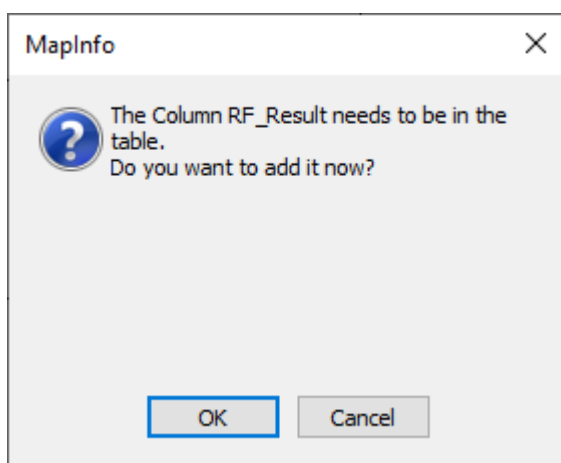 MapInfo
The Column RF_Result needs to be in the
table.
Do you want to add it now?
OK
Cancel